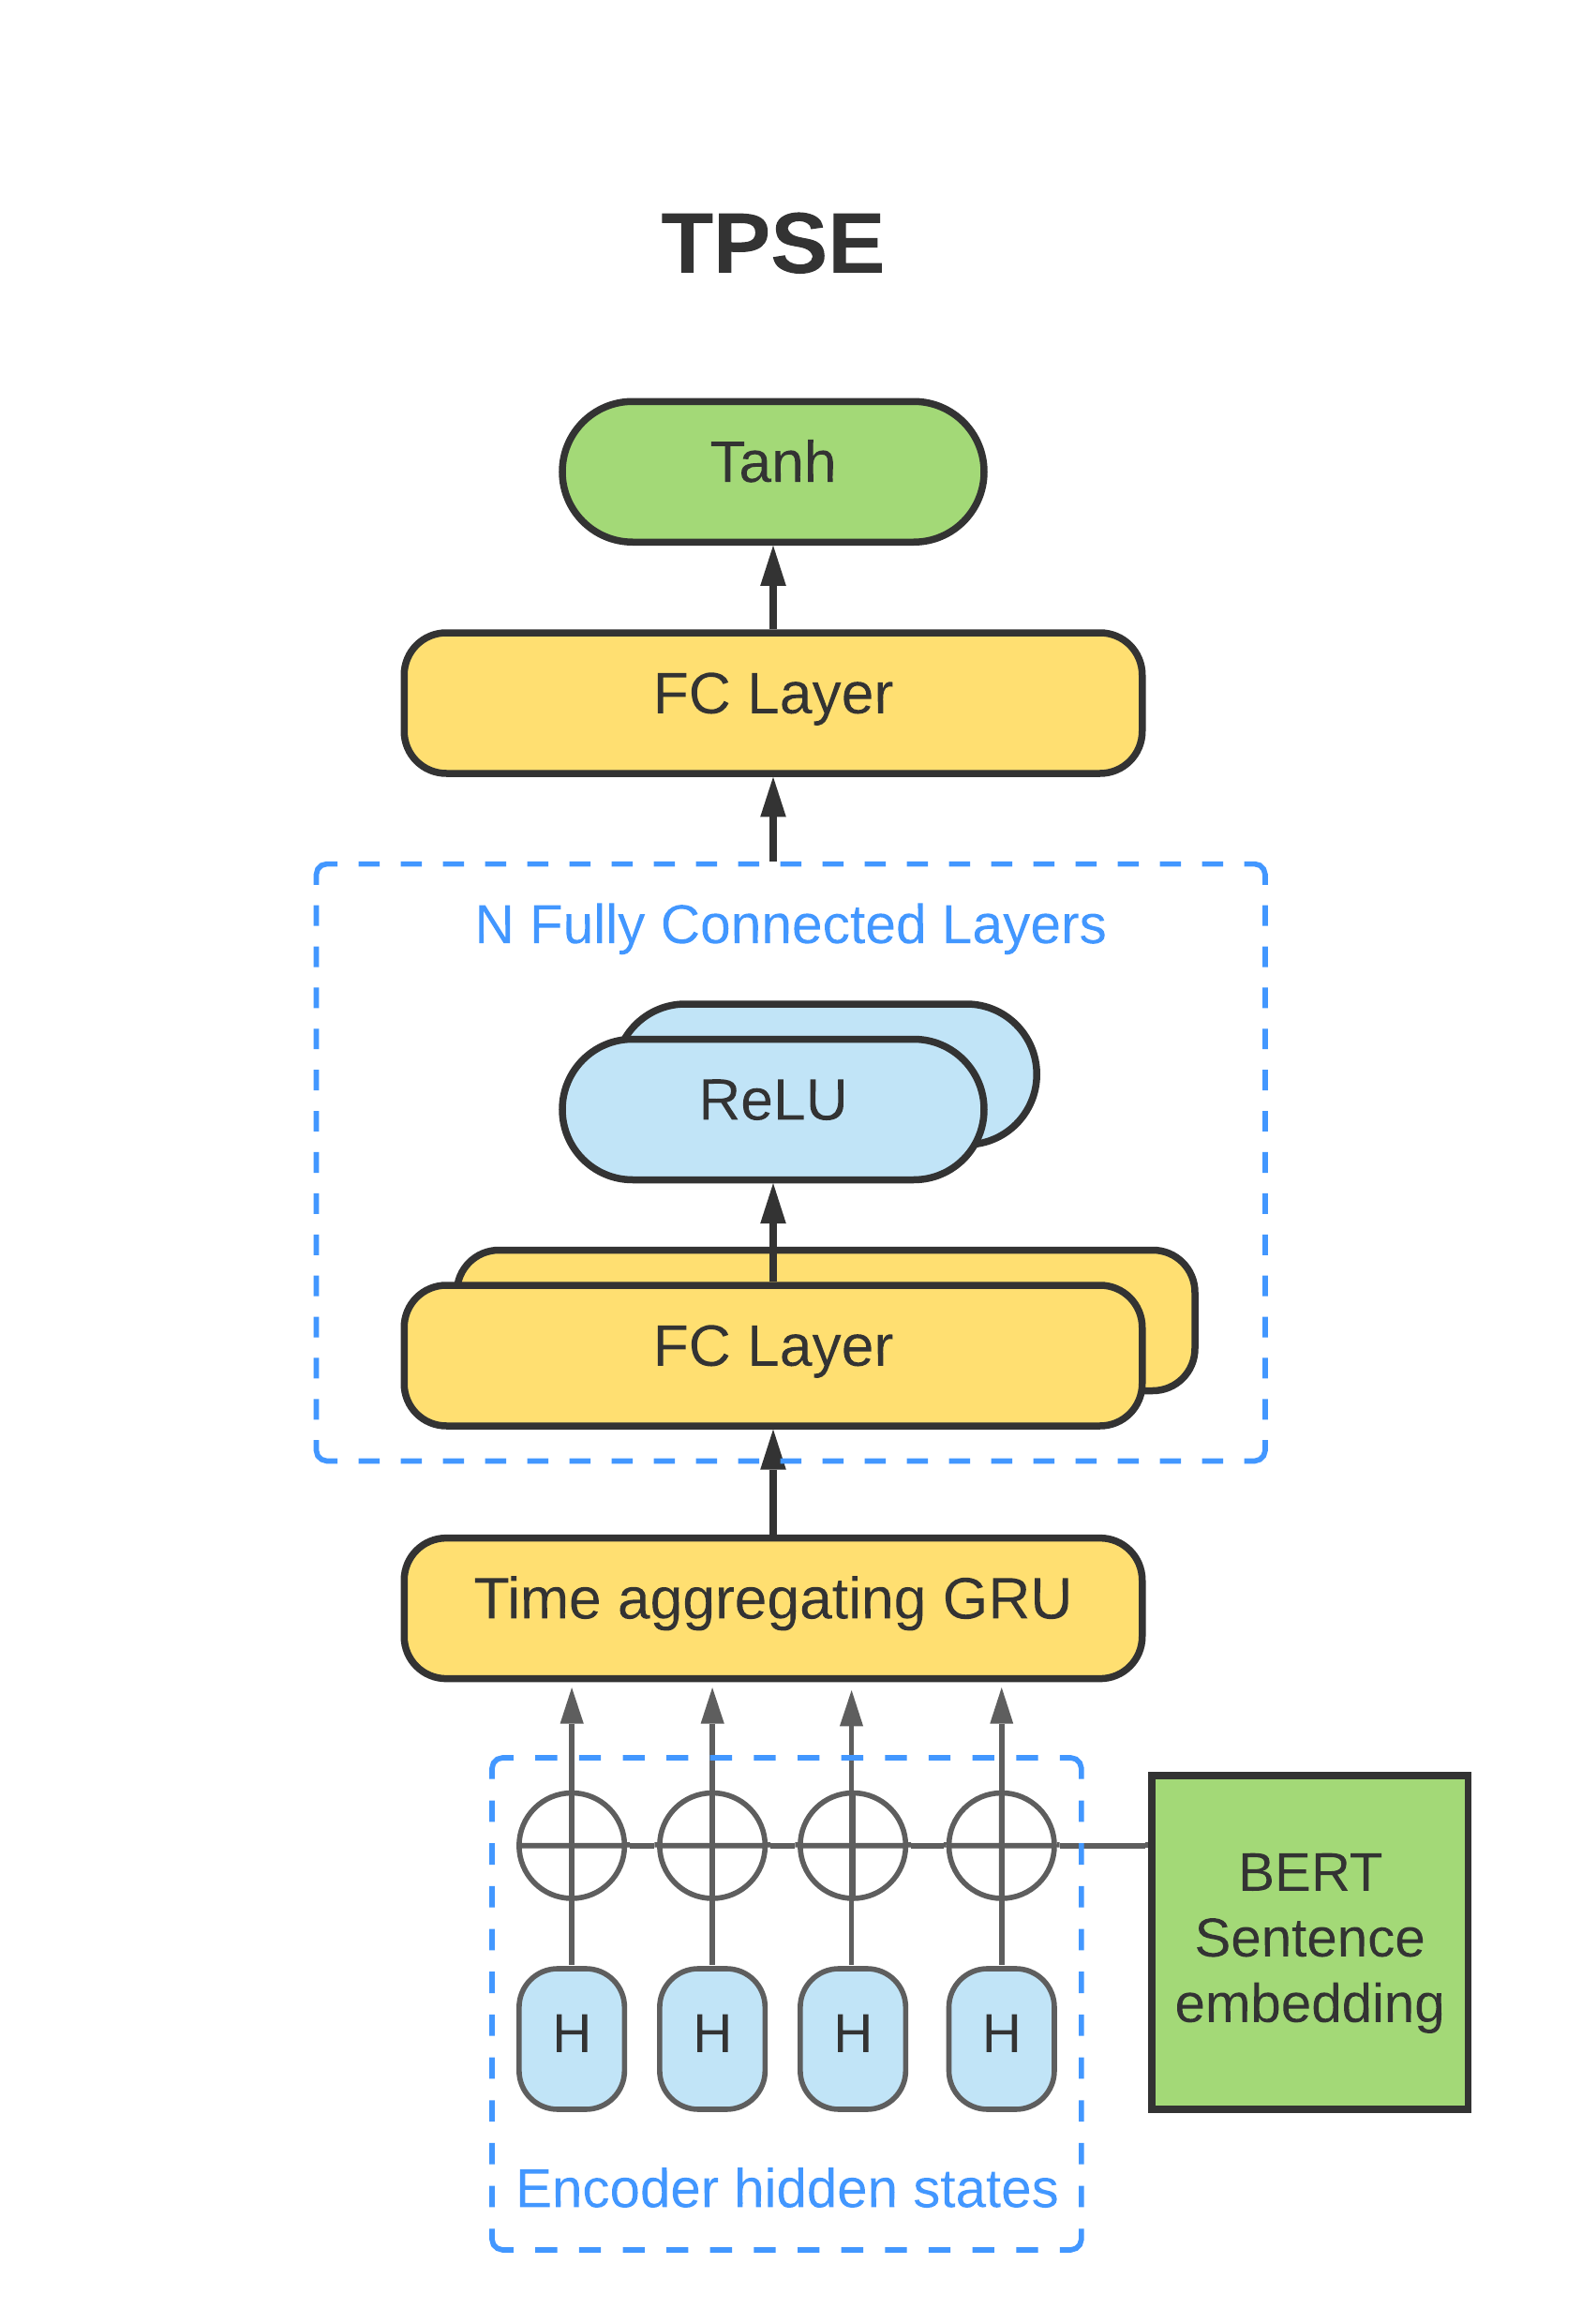 TPSE
Tanh
FC Layer
N Fully Connected Layers
ReLU
FC Layer
Time aggregating GRU
BERT
Sentence
embedding
H H H H
Encoder hidden states